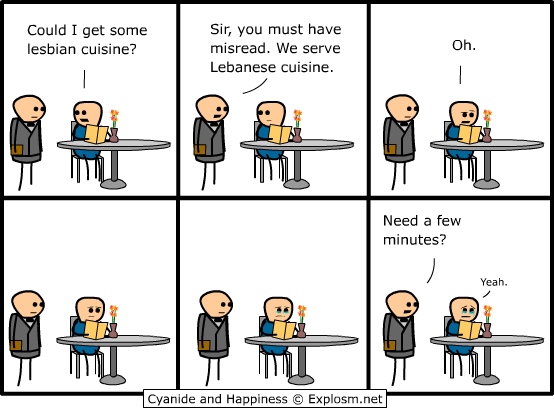 Could I get some
lesbian cuisine?
Sir, you must have
misread. We serve
Lebanese cuisine.
Oh.
Need a few
minutes?
Yeah.
Cyanide and Happiness © Explosm.net